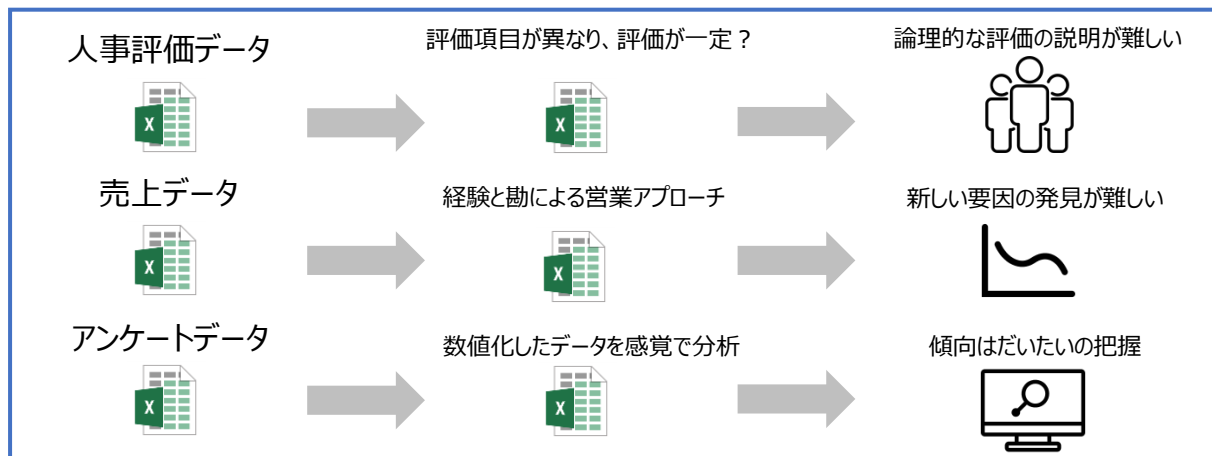 人事評価データ
評価項目が異なり、評価が一定？
論理的な評価の説明が難しい
X
X
売上データ
経験と勘による営業アプローチ
新しい要因の発見が難しい
X
X
アンケートデータ
数値化したデータを感覚で分析
傾向はだいたいの把握
X
X